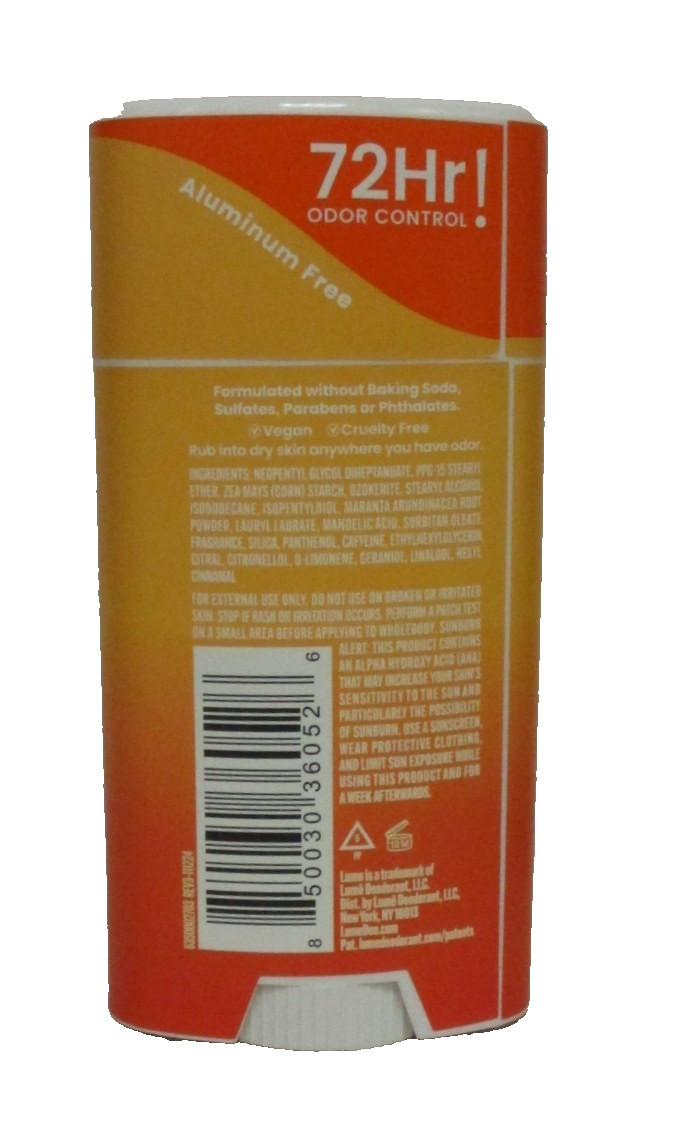 72Hr!
ODOR CONTROL
Aluminum Free
Formulated without Baking Soda,
Sulfates, Parabens or Phthalates.
Vegan Cruelty Free
Rub into dry skin anywhere you have odor.
INGREDIENTS: NEOPENTYL GLYCOL DIHEPTANOATE, PPG-15 STEARYL
ETHER, ZEA MAYS (CORN) STARCH, OZOKERITE, STEARYL ALCOHOL,
ISODODECANE, ISOPENTYLDIOL, MARANTA ARUNDINACEA ROOT
POWDER, LAURYL LAURATE, MANDELIC ACID, SORBITAN OLEATE,
FRAGRANCE, SILICA, PANTHENOL, CAFFEINE, ETHYLHEXYLGLYCERIN,
CITRAL, CITRONELLOL, D-LIMONENE, GERANIOL, LINALOOL, HEXYL
CINNAMAL
FOR EXTERNAL USE ONLY. DO NOT USE ON BROKEN OR IRRITATED
SKIN. STOP IF RASH OR IRRITATION OCCURS. PERFORM A PATCH TEST
ON A SMALL AREA BEFORE APPLYING TO WHOLEBODY. SUNBURN
ALERT: THIS PRODUCT CONTAINS
AN ALPHA HYDROXY ACID (AHA)
THAT MAY INCREASE YOUR SKIN'S
SENSITIVITY TO THE SUN AND
PARTICULARLY THE POSSIBILITY
OF SUNBURN. USE A SUNSCREEN,
WEAR PROTECTIVE CLOTHING,
AND LIMIT SUN EXPOSURE WHILE
USING THIS PRODUCT AND FOR
A WEEK AFTERWARDS.
8 50030 36052 6
5
PP
12 M
Lume is a trademark of
Lumē Deodorant, LLC.
Dist. by Lumē Deodorant, LLC,
New York, NY 10013
LumeDeo.com
Pat. lumedeodorant.com/patents